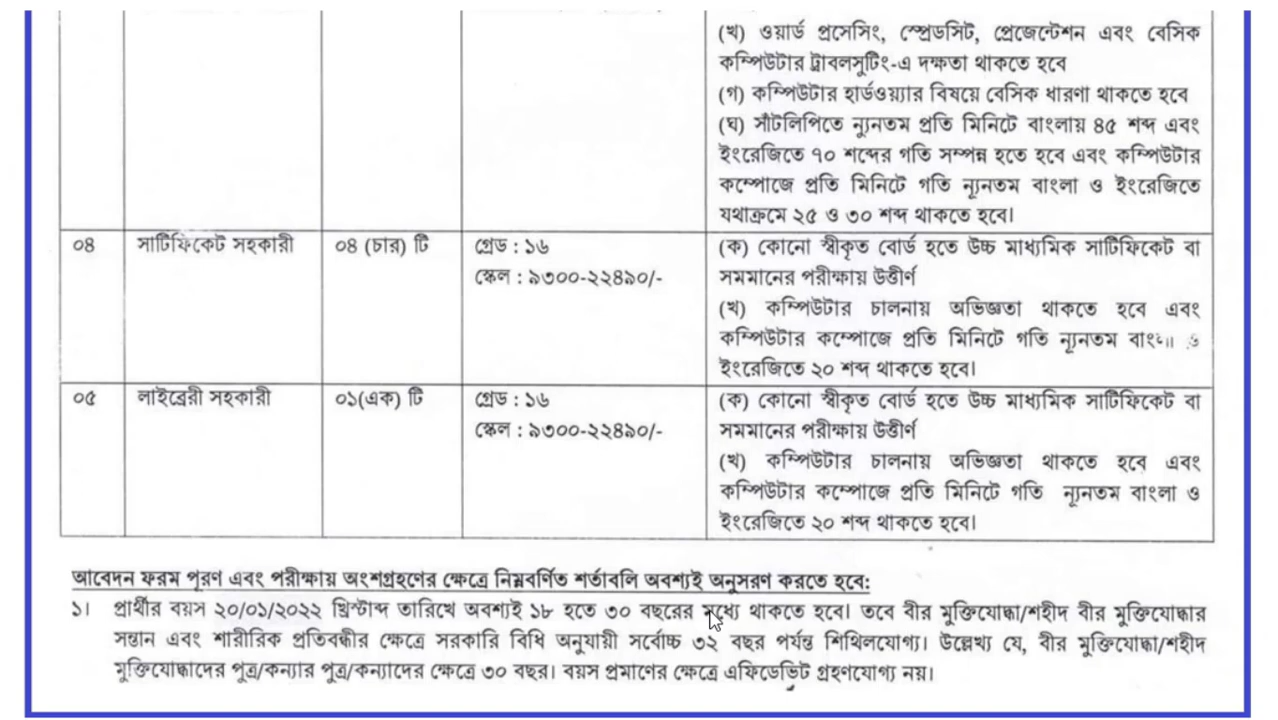 (খ) ওয়ার্ড প্রসেসিং, স্প্রেডসিট, প্রেজেন্টেশন এবং বেসিক
কম্পিউটার ট্রাবলসুটিং-এ দক্ষতা থাকতে হবে
(গ) কম্পিউটার হার্ডওয়্যার বিষয়ে বেসিক ধারণা থাকতে হবে
(ঘ) সাঁটলিপিতে ন্যুনতম প্রতি মিনিটে বাংলায় ৪৫ শব্দ এবং
ইংরেজিতে ৭০ শব্দের গতি সম্পন্ন হতে হবে এবং কম্পিউটার
কম্পোজে প্রতি মিনিটে গতি ন্যূনতম বাংলা ও ইংরেজিতে
যথাক্রমে ২৫ ও ৩০ শব্দ থাকতে হবে।
০৪ সার্টিফিকেট সহকারী ০৪ (চার) টি গ্রেড : ১৬ (ক) কোনো স্বীকৃত বোর্ড হতে উচ্চ মাধ্যমিক সার্টিফিকেট বা
স্কেল : ৯৩০০-২২৪৯০/- সমমানের পরীক্ষায় উত্তীর্ণ
(খ) কম্পিউটার চালনায় অভিজ্ঞতা থাকতে হবে এবং
কম্পিউটার কম্পোজে প্রতি মিনিটে গতি ন্যূনতম বাংলা ও
ইংরেজিতে ২০ শব্দ থাকতে হবে।
০৫ লাইব্রেরী সহকারী ০১(এক) টি গ্রেড : ১৬ (ক) কোনো স্বীকৃত বোর্ড হতে উচ্চ মাধ্যমিক সার্টিফিকেট বা
স্কেল : ৯৩০০-২২৪৯০/- সমমানের পরীক্ষায় উত্তীর্ণ
(খ) কম্পিউটার চালনায় অভিজ্ঞতা থাকতে হবে এবং
কম্পিউটার কম্পোজে প্রতি মিনিটে গতি ন্যূনতম বাংলা ও
ইংরেজিতে ২০ শব্দ থাকতে হবে।
আবেদন ফরম পূরণ এবং পরীক্ষায় অংশগ্রহণের ক্ষেত্রে নিম্নবর্ণিত শর্তাবলি অবশ্যই অনুসরণ করতে হবে:
১। প্রার্থীর বয়স ২০/০১/২০২২ খ্রিস্টাব্দ তারিখে অবশ্যই ১৮ হতে ৩০ বছরের মধ্যে থাকতে হবে। তবে বীর মুক্তিযোদ্ধা/শহীদ বীর মুক্তিযোদ্ধার
সন্তান এবং শারীরিক প্রতিবন্ধীর ক্ষেত্রে সরকারি বিধি অনুযায়ী সর্বোচ্চ ৩২ বছর পর্যন্ত শিথিলযোগ্য। উল্লেখ্য যে, বীর মুক্তিযোদ্ধা/শহীদ
মুক্তিযোদ্ধাদের পুত্র/কন্যার পুত্র/কন্যাদের ক্ষেত্রে ৩০ বছর। বয়স প্রমাণের ক্ষেত্রে এফিডেভিট গ্রহণযোগ্য নয়।